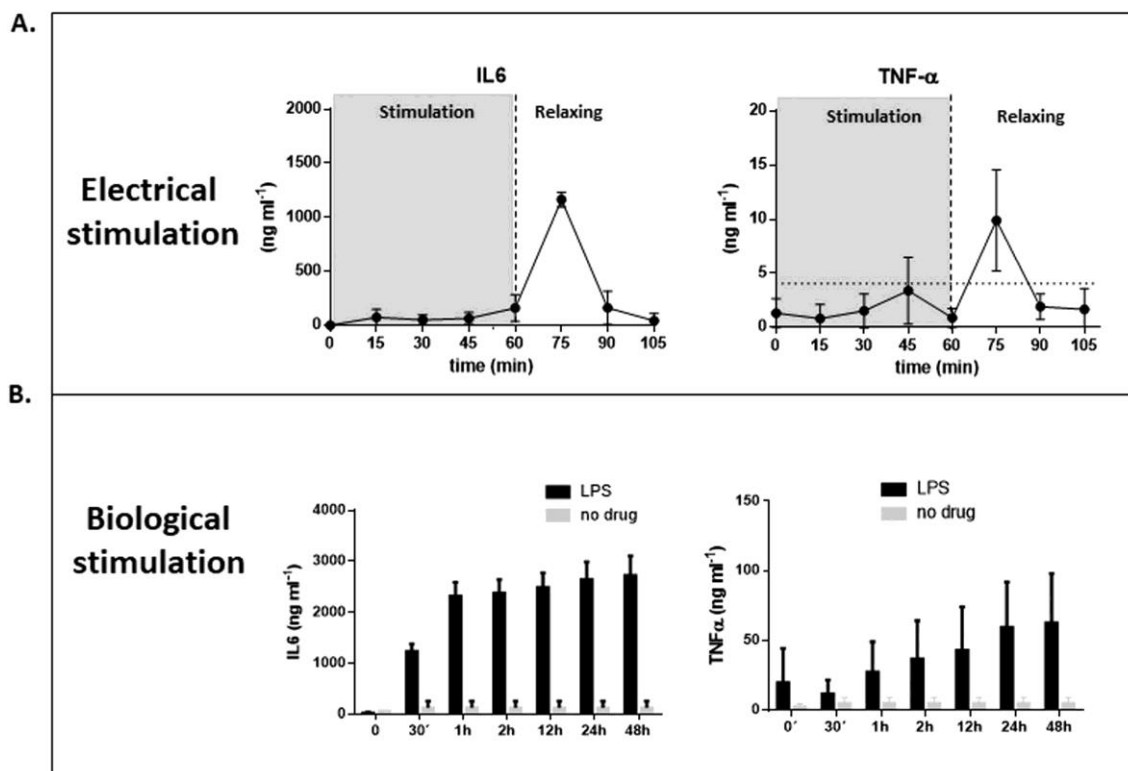 A.
Electrical
stimulation
IL6
2000
1500
1000
500
0
(ng ml⁻¹)
Stimulation
Relaxing
0 15 30 45 60 75 90 105
time (min)
TNF-α
20
15
10
5
0
(ng ml⁻¹)
Stimulation
Relaxing
0 15 30 45 60 75 90 105
time (min)
B.
Biological
stimulation
LPS
no drug
4000
3000
2000
1000
0
IL6 (ng ml⁻¹)
0 30' 1h 2h 12h 24h 48h
LPS
no drug
150
100
50
0
TNFα (ng ml⁻¹)
0' 30' 1h 2h 12h 24h 48h